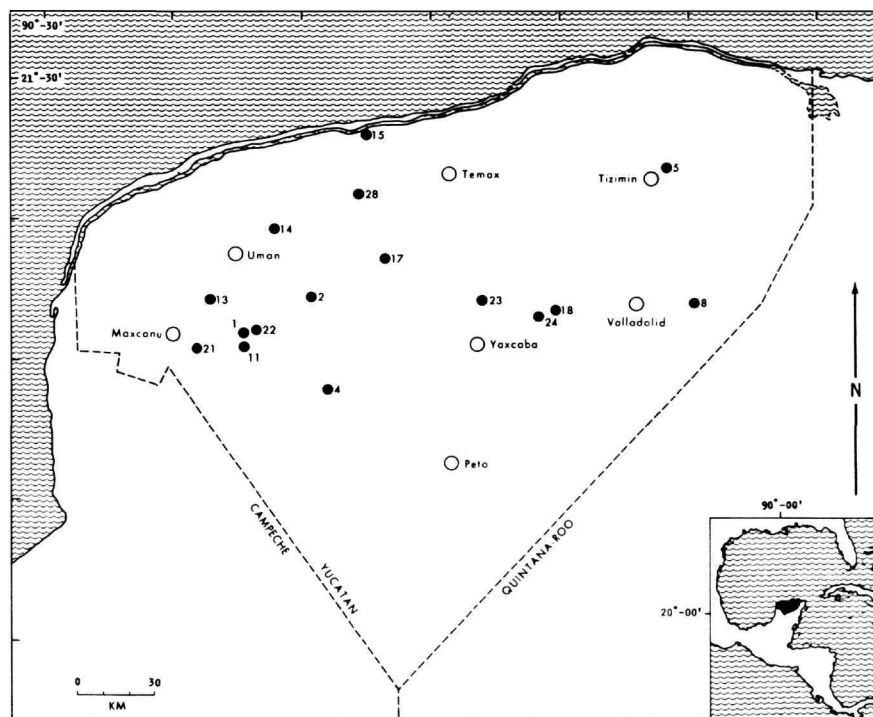 90°-30'
21°-30'
15
Temax
5
Tizimin
28
14
Uman
17
13
2
23
18
24
Valladolid
8
Maxcanu
1
22
21
11
Yaxcaba
4
N
Peto
CAMPECHE
YUCATAN
QUINTANA-ROO
90°-00'
20°-00'
0 30
KM